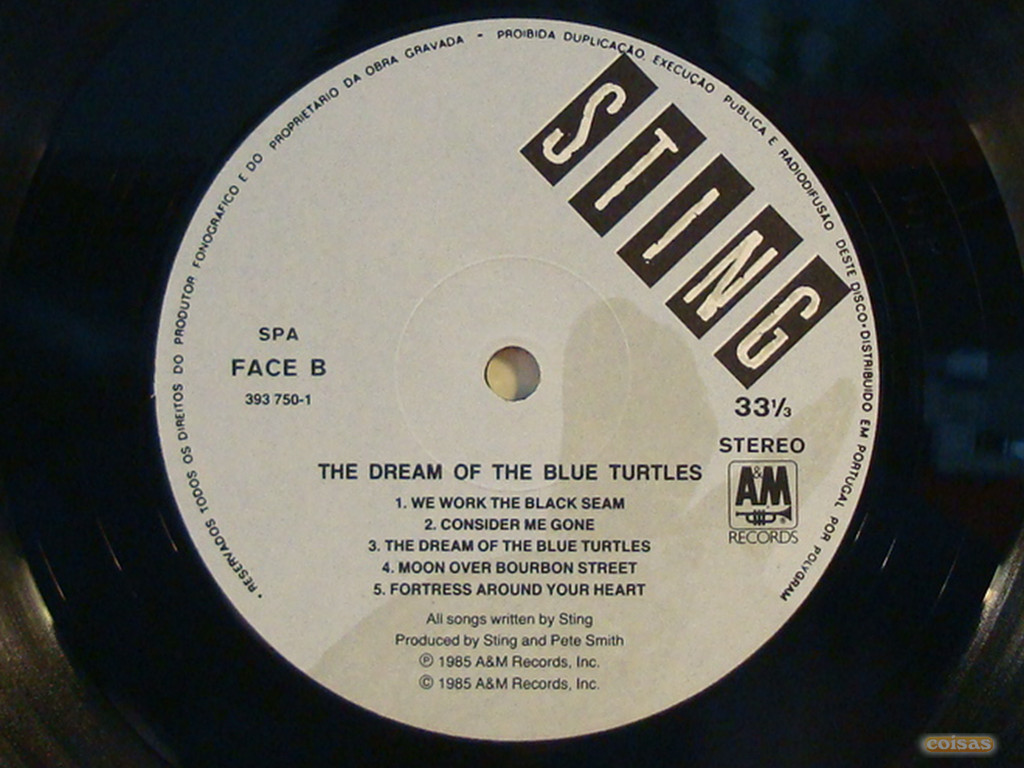 • RESERVADOS TODOS OS DIREITOS DO PRODUTOR FONOGRAFICO E DO PROPRIETARIO DA OBRA GRAVADA - PROIBIDA DUPLICAÇÃO, EXECUÇÃO PUBLICA E RADIODIFUSÃO DESTE DISCO • DISTRIBUIDO EM PORTUGAL POR POLYGRAM
STING
SPA
FACE B
393 750-1
33⅓
STEREO
A&M
RECORDS
THE DREAM OF THE BLUE TURTLES
1. WE WORK THE BLACK SEAM
2. CONSIDER ME GONE
3. THE DREAM OF THE BLUE TURTLES
4. MOON OVER BOURBON STREET
5. FORTRESS AROUND YOUR HEART
All songs written by Sting
Produced by Sting and Pete Smith
℗ 1985 A&M Records, Inc.
© 1985 A&M Records, Inc.
coisas